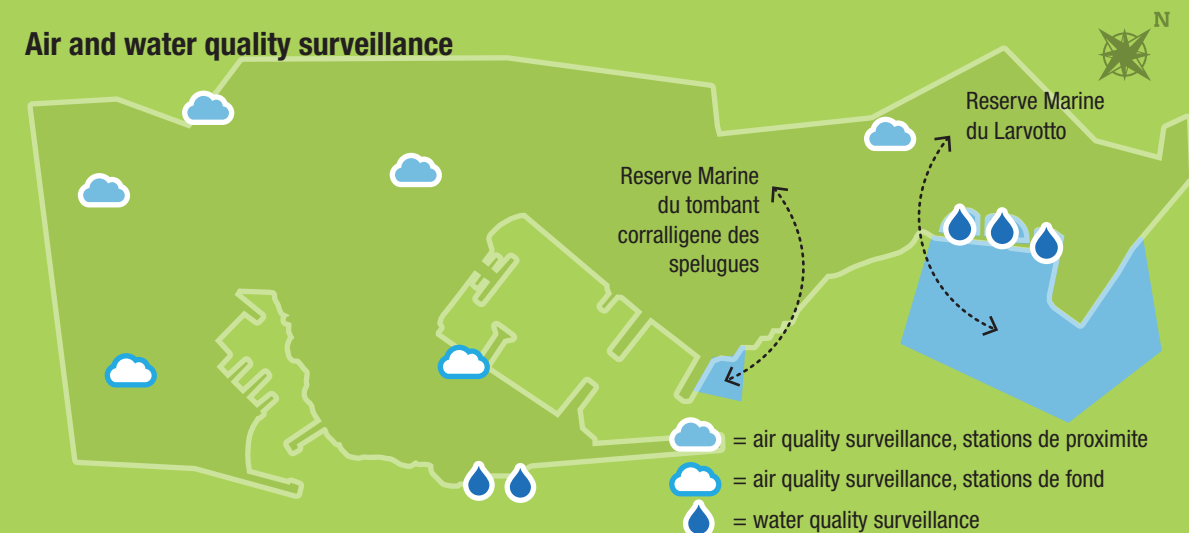 Air and water quality surveillance
N
Reserve Marine
du Larvotto
Reserve Marine
du tombant
corralligene des
spelugues
= air quality surveillance, stations de proximite
= air quality surveillance, stations de fond
= water quality surveillance